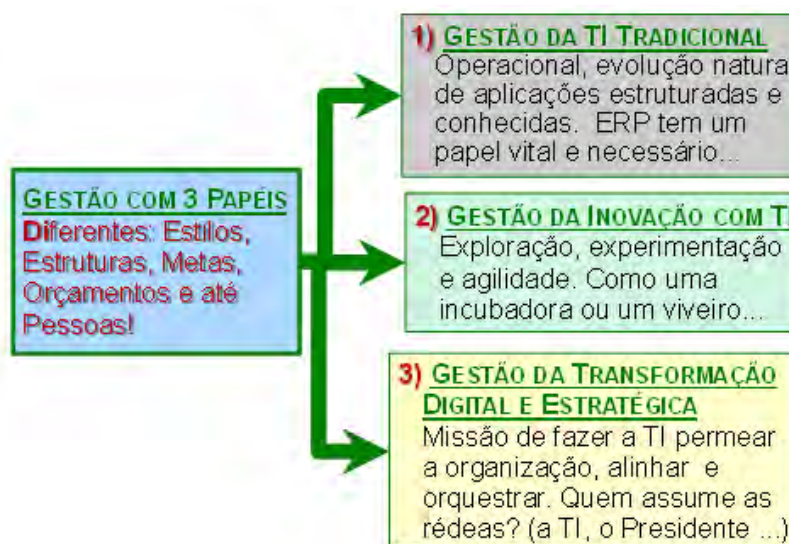 GESTÃO COM 3 PAPÉIS
Diferentes: Estilos,
Estruturas, Metas,
Orçamentos e até
Pessoas!
1) GESTÃO DA TI TRADICIONAL
Operacional, evolução natura
de aplicações estruturadas e
conhecidas. ERP tem um
papel vital e necessário...
2) GESTÃO DA INOVAÇÃO COM T
Exploração, experimentação
e agilidade. Como uma
incubadora ou um viveiro...
3) GESTÃO DA TRANSFORMAÇÃO
DIGITAL E ESTRATÉGICA
Missão de fazer a TI permear
a organização, alinhar e
orquestrar. Quem assume as
rédeas? (a TI, o Presidente ...)